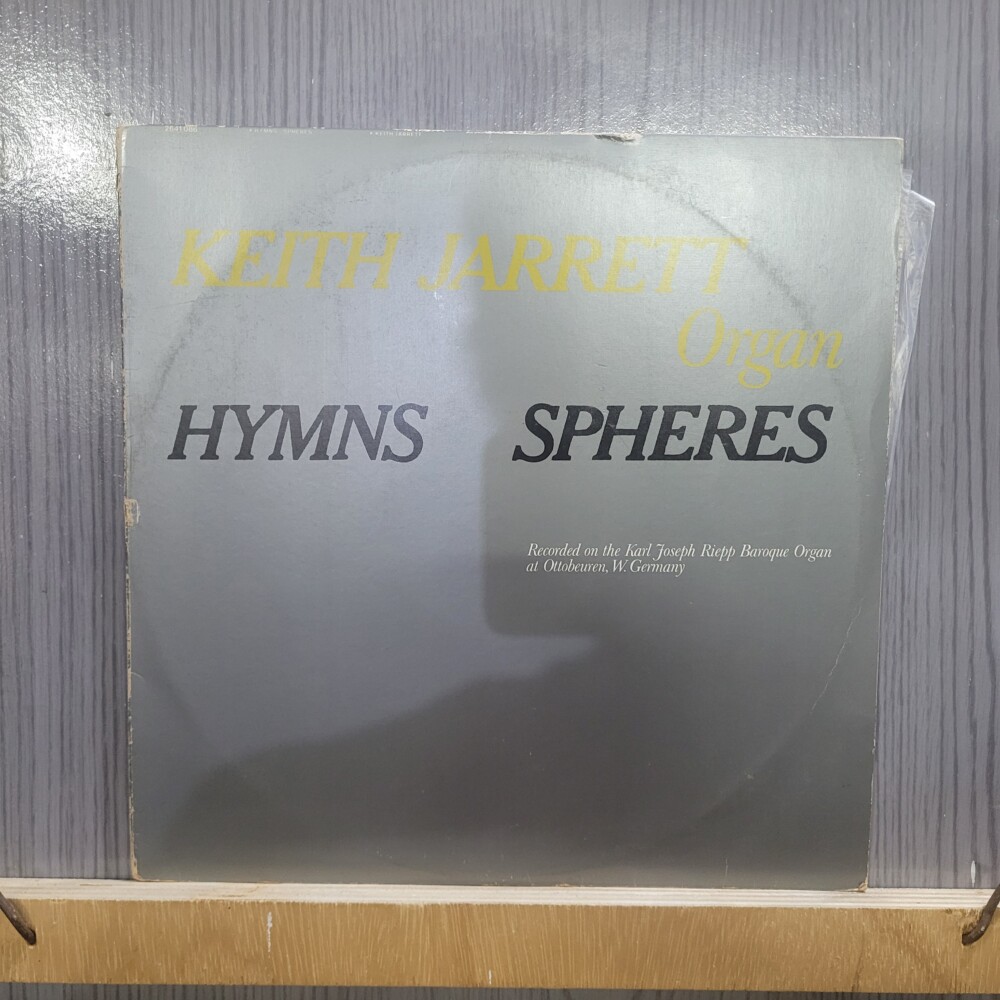 KEITH JARRETT
Organ
HYMNS SPHERES
Recorded on the Karl Joseph Riepp Baroque Organ
at Ottobeuren, W. Germany